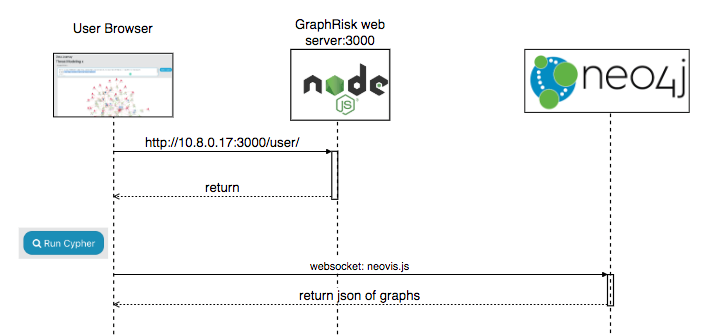 User Browser
GraphRisk web
server:3000
node
JS
neo4j
http://10.8.0.17:3000/user/
return
Run Cypher
websocket: neovis.js
return json of graphs